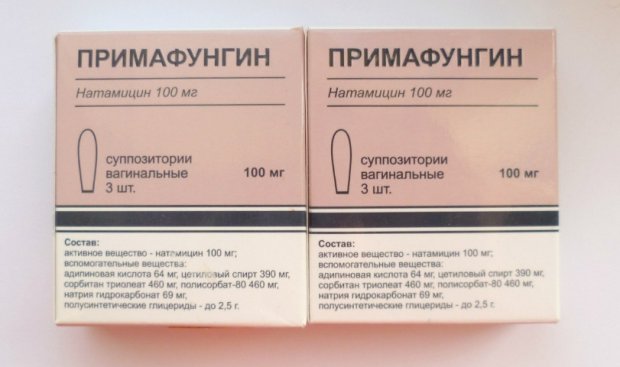 ПРИМАФУНГИН
Натамицин 100 мг
суппозитории
вагинальные 100 мг
3 шт.
Состав:
активное вещество - натамицин 100 мг;
вспомогательные вещества:
адипиновая кислота 64 мг, цетиловый спирт 390 мг,
сорбитан триолеат 460 мг, полисорбат-80 460 мг,
натрия гидрокарбонат 69 мг,
полусинтетические глицериды - до 2,5 г.
ПРИМАФУНГИН
Натамицин 100 мг
суппозитории
вагинальные 100 мг
3 шт.
Состав:
активное вещество - натамицин 100 мг;
вспомогательные вещества:
адипиновая кислота 64 мг, цетиловый спирт 390 мг,
сорбитан триолеат 460 мг, полисорбат-80 460 мг,
натрия гидрокарбонат 69 мг,
полусинтетические глицериды - до 2,5 г.